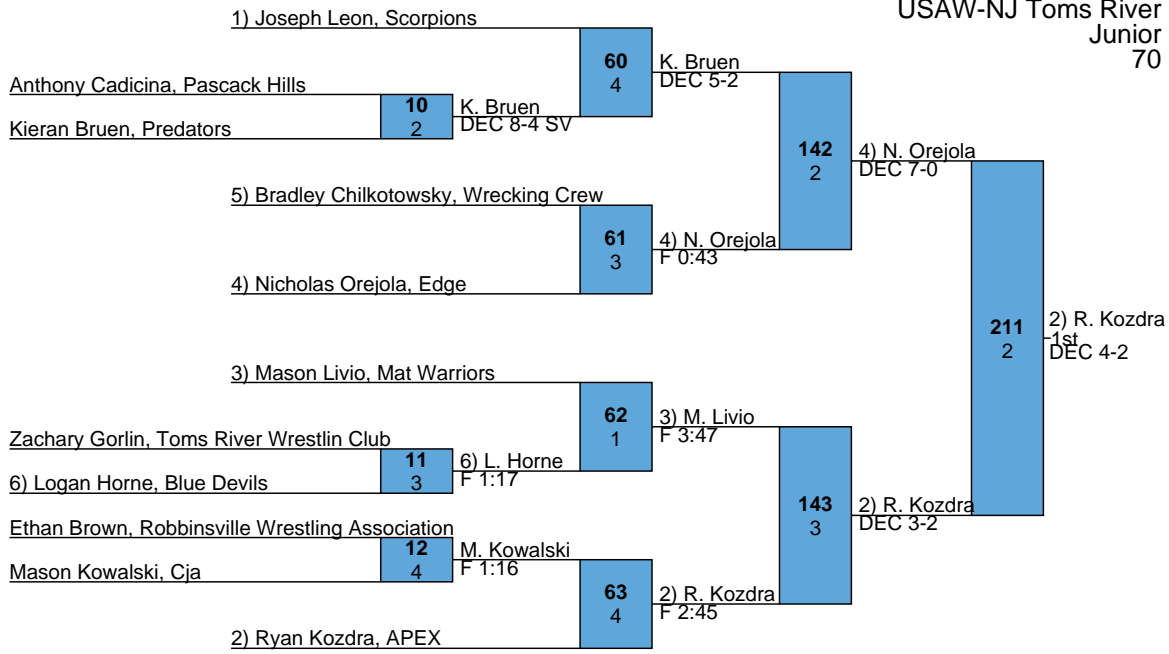 USAW-NJ Toms River
Junior
70
1) Joseph Leon, Scorpions
60
4
K. Bruen
DEC 5-2
Anthony Cadicina, Pascack Hills
10
2
K. Bruen
DEC 8-4 SV
Kieran Bruen, Predators
142
2
4) N. Orejola
DEC 7-0
5) Bradley Chilkotowsky, Wrecking Crew
61
3
4) N. Orejola
F 0:43
4) Nicholas Orejola, Edge
211
2
2) R. Kozdra
1st
DEC 4-2
3) Mason Livio, Mat Warriors
62
1
3) M. Livio
F 3:47
Zachary Gorlin, Toms River Wrestlin Club
11
3
6) L. Horne
F 1:17
6) Logan Horne, Blue Devils
143
3
2) R. Kozdra
DEC 3-2
Ethan Brown, Robbinsville Wrestling Association
12
4
M. Kowalski
F 1:16
Mason Kowalski, Cja
63
4
2) R. Kozdra
F 2:45
2) Ryan Kozdra, APEX